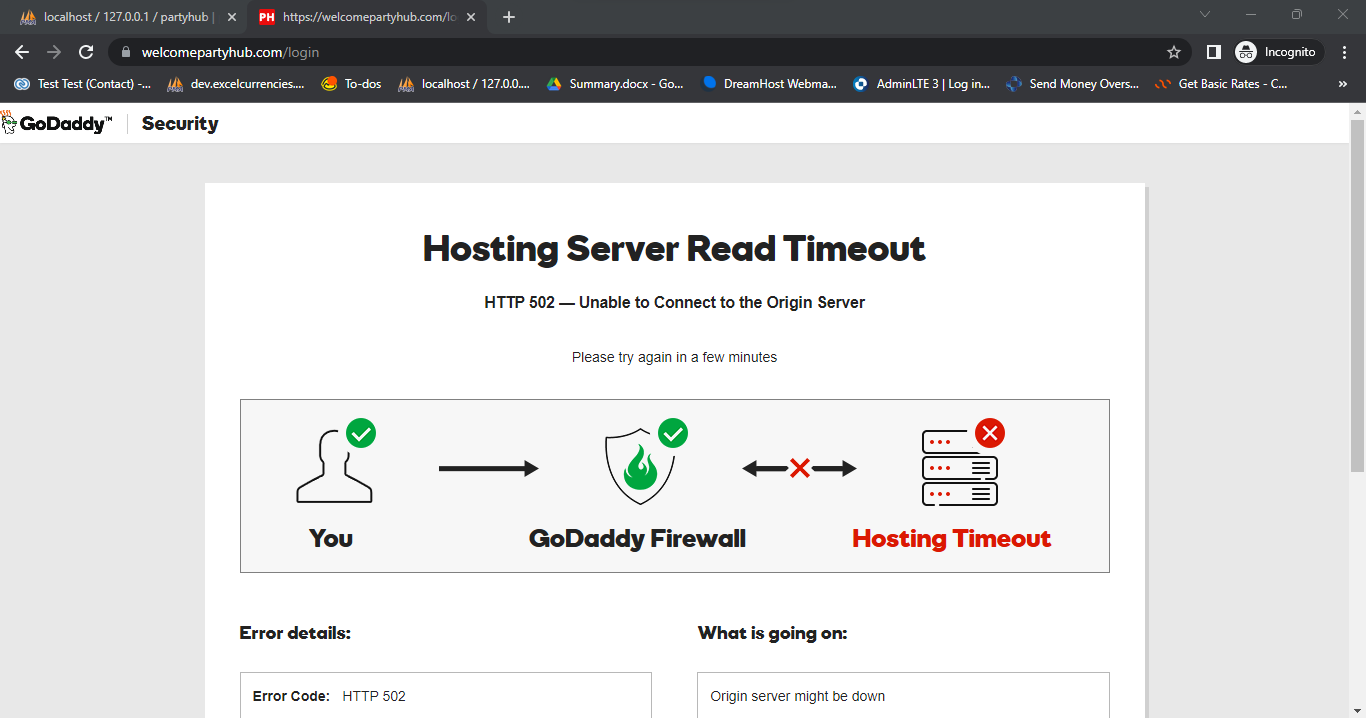 localhost / 127.0.0.1 / partyhub |
PH https://welcomepartyhub.com/lo
welcomepartyhub.com/login
Incognito
Test Test (Contact) -...
dev.excelcurrencies....
To-dos
localhost / 127.0.0....
Summary.docx - Go...
DreamHost Webma...
AdminLTE 3 | Log in...
Send Money Overs...
Get Basic Rates - C...
»
GoDaddy™
Security
Hosting Server Read Timeout
HTTP 502 — Unable to Connect to the Origin Server
Please try again in a few minutes
You
GoDaddy Firewall
Hosting Timeout
Error details:
What is going on:
Error Code: HTTP 502
Origin server might be down